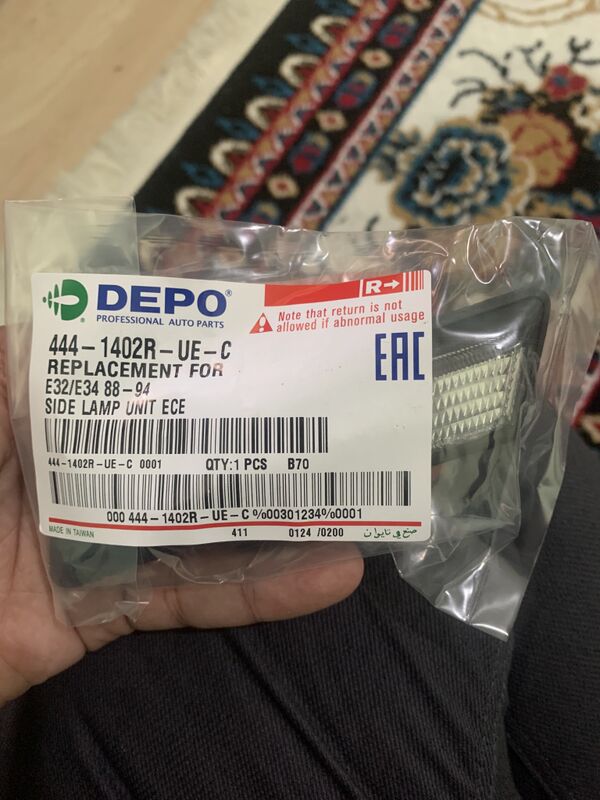 DEPO®
PROFESSIONAL AUTO PARTS
R→
Note that return is not
allowed if abnormal usage
444-1402R-UE-C
REPLACEMENT FOR
E32/E34 88-94
SIDE LAMP UNIT ECE
EAC
444-1402R-UE-C 0001 QTY:1 PCS B70
000 444-1402R-UE-C%00301234%0001
MADE IN TAIWAN 411 0124 /0200 صنع في تايوان